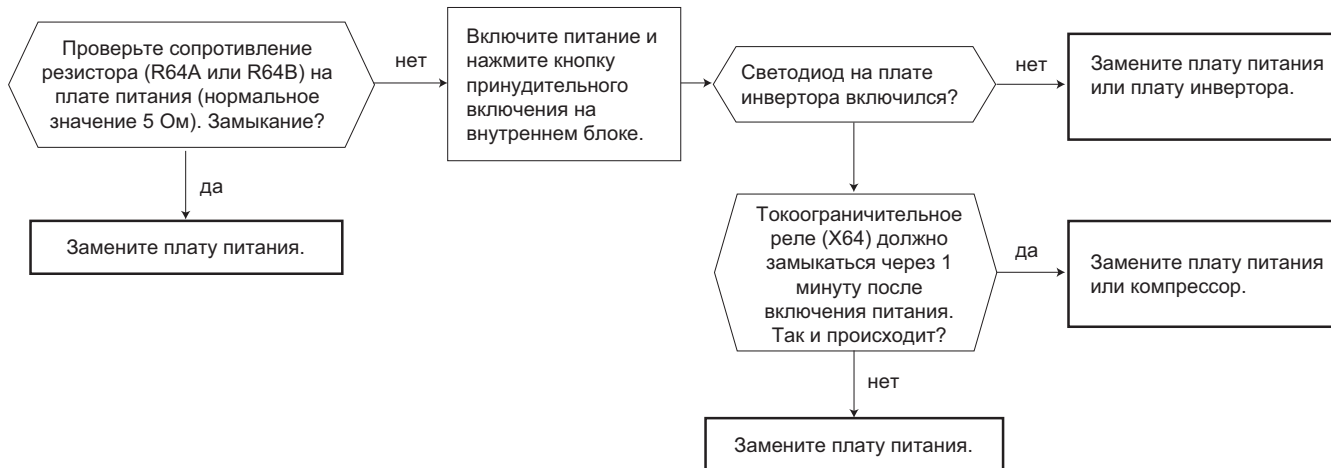 Проверьте сопротивление
резистора (R64A или R64B) на
плате питания (нормальное
значение 5 Ом). Замыкание?
нет
да
Замените плату питания.
Включите питание и
нажмите кнопку
принудительного
включения на
внутреннем блоке.
Светодиод на плате
инвертора включился?
нет
Замените плату питания
или плату инвертора.
Токоограничительное
реле (X64) должно
замыкаться через 1
минуту после
включения питания.
Так и происходит?
да
Замените плату питания
или компрессор.
нет
Замените плату питания.